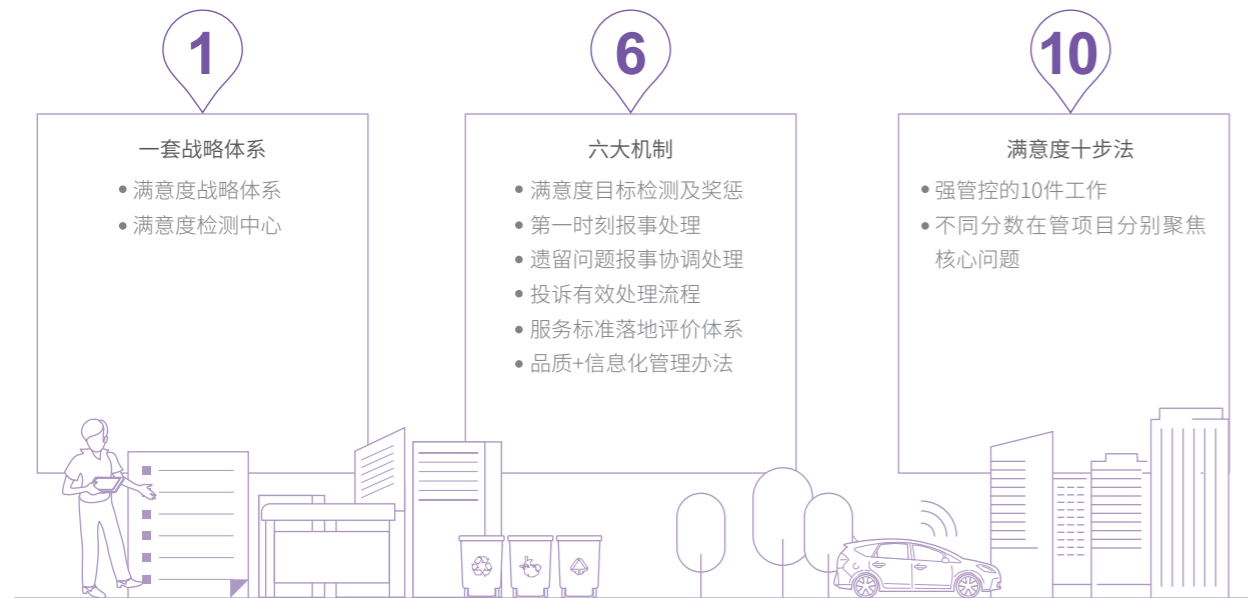 1
一套战略体系
满意度战略体系
满意度检测中心
6
六大机制
满意度目标检测及奖惩
第一时刻报事处理
遗留问题报事协调处理
投诉有效处理流程
服务标准落地评价体系
品质+信息化管理办法
10
满意度十步法
强管控的10件工作
不同分数在管项目分别聚焦
核心问题